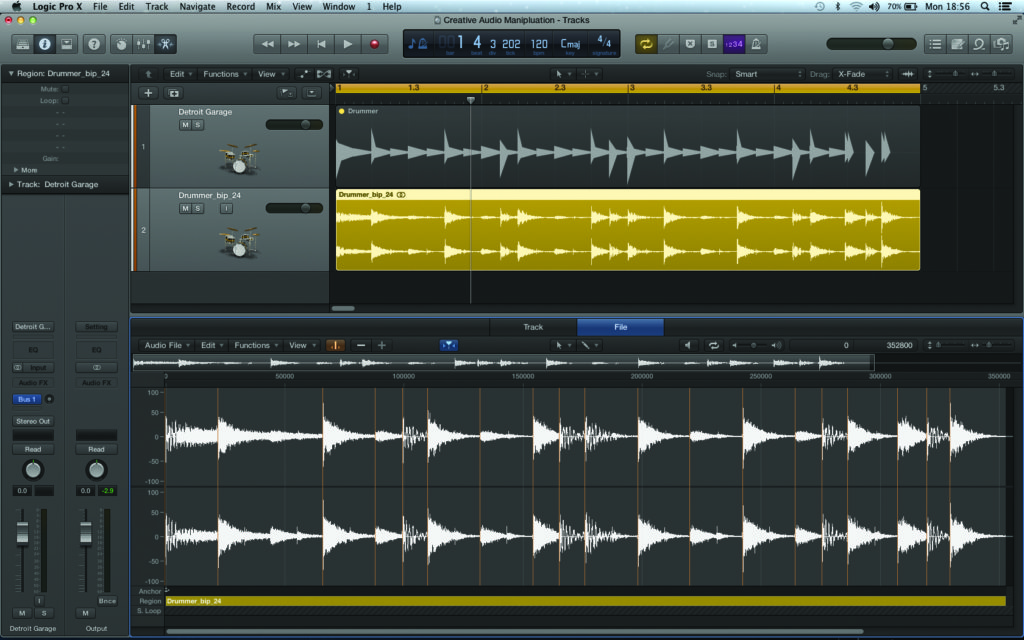 Logic Pro X File Edit Track Navigate Record Mix View Window 1 Help 70% Mon 18:56
Creative Audio Manipluation - Tracks
1 4 3 202 120 Cmaj 4/4
bar beat div tick bpm key signature
1234
Region: Drummer_bip_24
Mute:
Loop:
Gain:
More
Track: Detroit Garage
Edit Functions View Snap: Smart Drag: X-Fade
1 1.3 2 2.3 3 3.3 4 4.3 5 5.3
1
Detroit Garage
M S
Drummer
2
Drummer_bip_24
M S I
Drummer_bip_24
Track File
Audio File Edit Functions View 0 352800
0 50000 100000 150000 200000 250000 300000 350000
100
50
0
-50
-100
100
50
0
-50
-100
Anchor
Region Drummer_bip_24
S. Loop
Detroit G... Setting
EQ EQ
Input
Audio FX Audio FX
Bus 1
Stereo Out
Read Read
0.0 0.0 -2.9
I Bnce
M S M
Detroit Garage Output